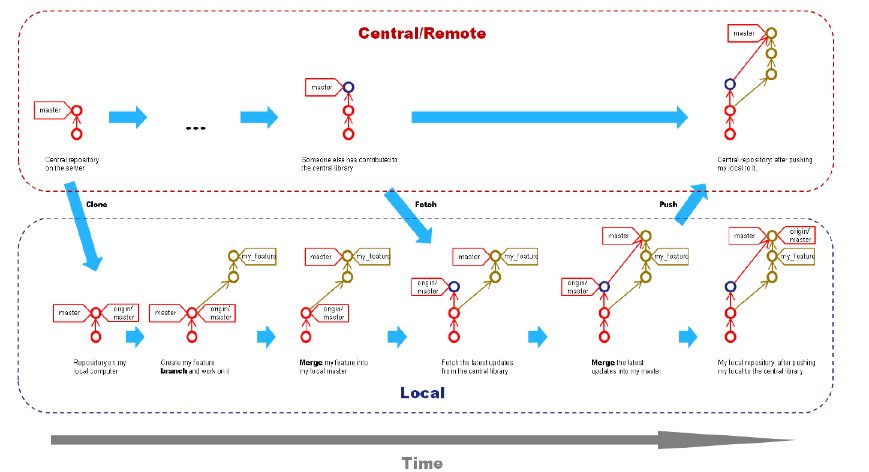 Central/Remote
master
master
master
...
Central repository
on the server
Someone else has contributed to
the central library
Central repository, after pushing
my local to it.
Clone
Fetch
Push
my_feature
master
my_feature
master
my_feature
master
my_feature
master
origin/
master
my_feature
master
origin/
master
master
origin/
master
origin/
master
origin/
master
origin/
master
Repository on my
local computer
Create my feature
branch and work on it
Merge my feature into
my local master
Fetch the latest updates
from the central library
Merge the latest
updates into my master
My local repository, after pushing
my local to the central library.
Local
Time